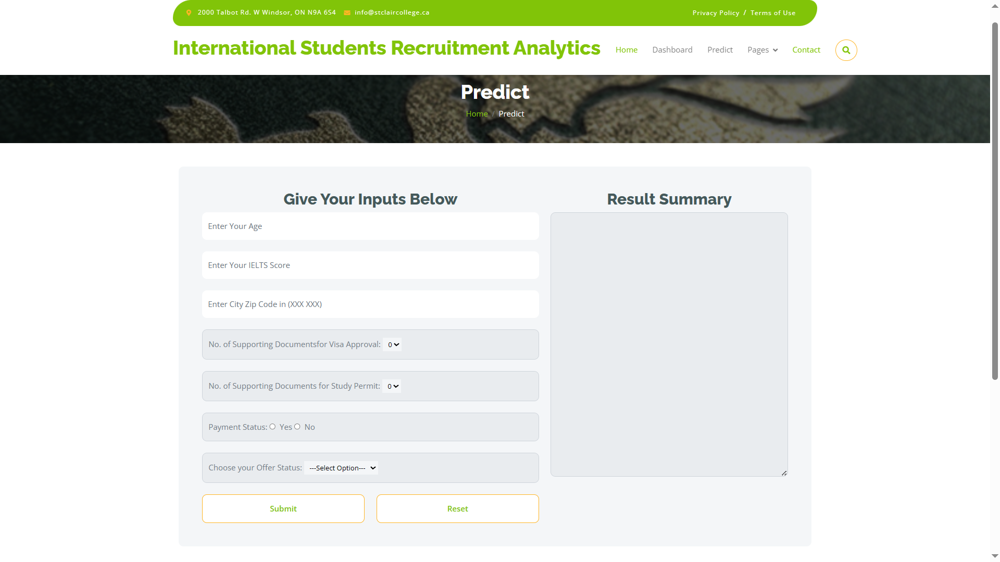 2000 Talbot Rd. W Windsor, ON N9A 6S4 info@stclaircollege.ca Privacy Policy / Terms of Use
International Students Recruitment Analytics Home Dashboard Predict Pages Contact
Predict
Home / Predict
Give Your Inputs Below
Enter Your Age
Enter Your IELTS Score
Enter City Zip Code in (XXX XXX)
No. of Supporting Documentsfor Visa Approval: 0
No. of Supporting Documents for Study Permit: 0
Payment Status: Yes No
Choose your Offer Status: ---Select Option---
Submit Reset
Result Summary